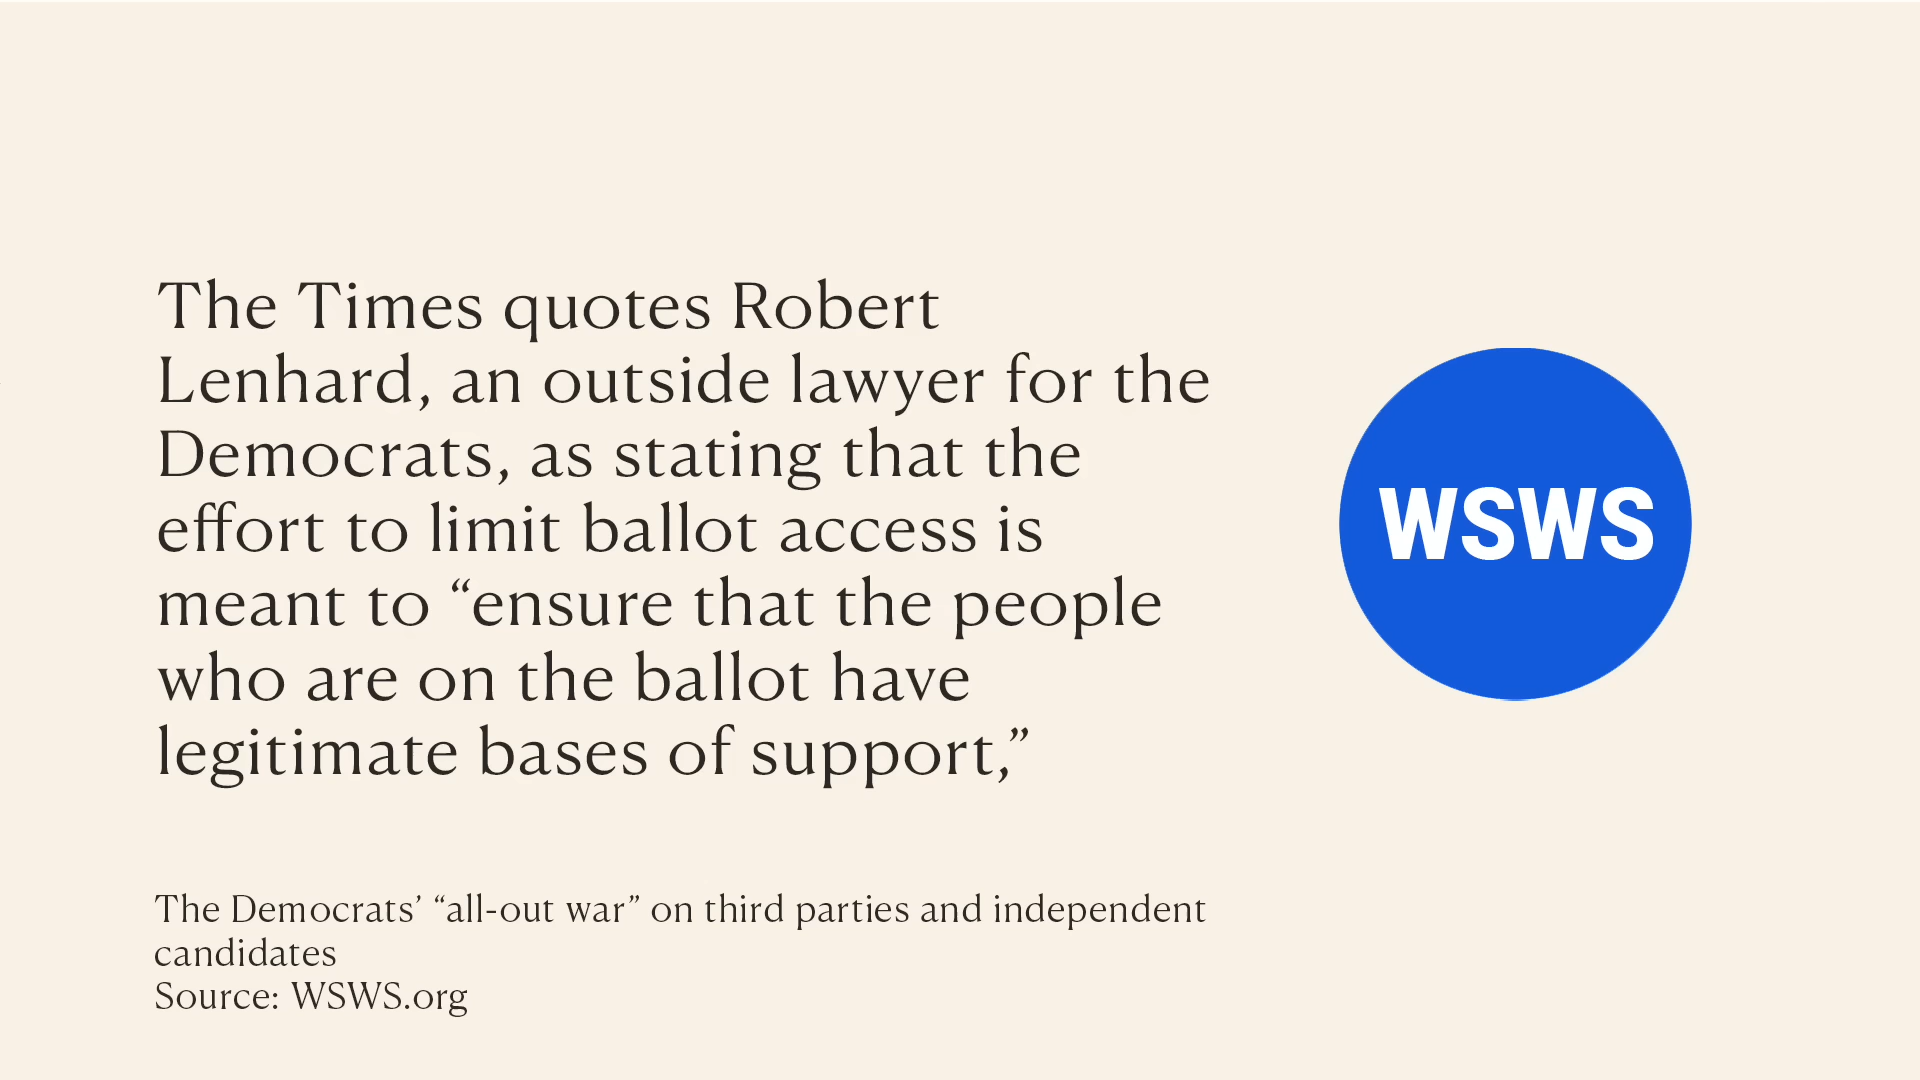 The Times quotes Robert
Lenhard, an outside lawyer for the
Democrats, as stating that the
effort to limit ballot access is
meant to “ensure that the people
who are on the ballot have
legitimate bases of support,”
WSWS
The Democrats’ “all-out war” on third parties and independent
candidates
Source: WSWS.org